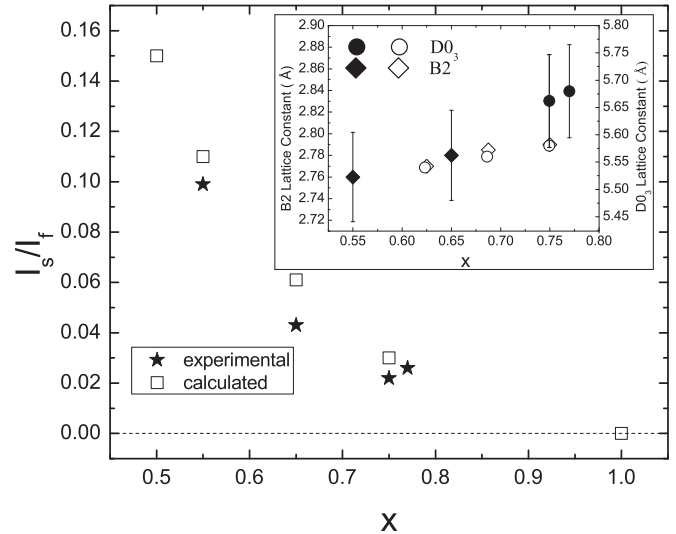 0.16
0.14
0.12
0.10
0.08
0.06
0.04
0.02
0.00
I_s/I_f
0.5 0.6 0.7 0.8 0.9 1.0
x
★ experimental
□ calculated
2.90
2.88
2.86
2.84
2.82
2.80
2.78
2.76
2.74
2.72
B2 Lattice Constant ( Å)
● ○ D0₃
◆ ◇ B2
5.80
5.75
5.70
5.65
5.60
5.55
5.50
5.45
D0₃ Lattice Constant ( Å)
0.55 0.60 0.65 0.70 0.75 0.80
x